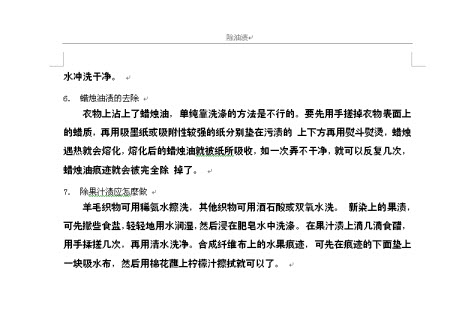 除油渍
水冲洗干净。
6. 蜡烛油渍的去除
衣物上沾上了蜡烛油，单纯靠洗涤的方法是不行的。要先用手搓掉衣物表面上
的蜡质，再用吸墨纸或吸附性较强的纸分别垫在污渍的 上下方再用熨斗熨烫，蜡烛
遇热就会熔化，熔化后的蜡烛油就被纸所吸收，如一次弄不干净，就可以反复几次，
蜡烛油痕迹就会被完全除 掉了。
7. 除果汁渍应怎麽做
羊毛织物可用稀氨水擦洗，其他织物可用酒石酸或双氧水洗。 新染上的果渍，
可先撒些食盐，轻轻地用水润湿，然后浸在肥皂水中洗涤。 在果汁渍上滴几滴食醋，
用手揉搓几次，再用清水洗净。合成纤维布上的水果痕迹，可先在痕迹的下面垫上
一块吸水布，然后用棉花蘸上柠檬汁擦拭就可以了。